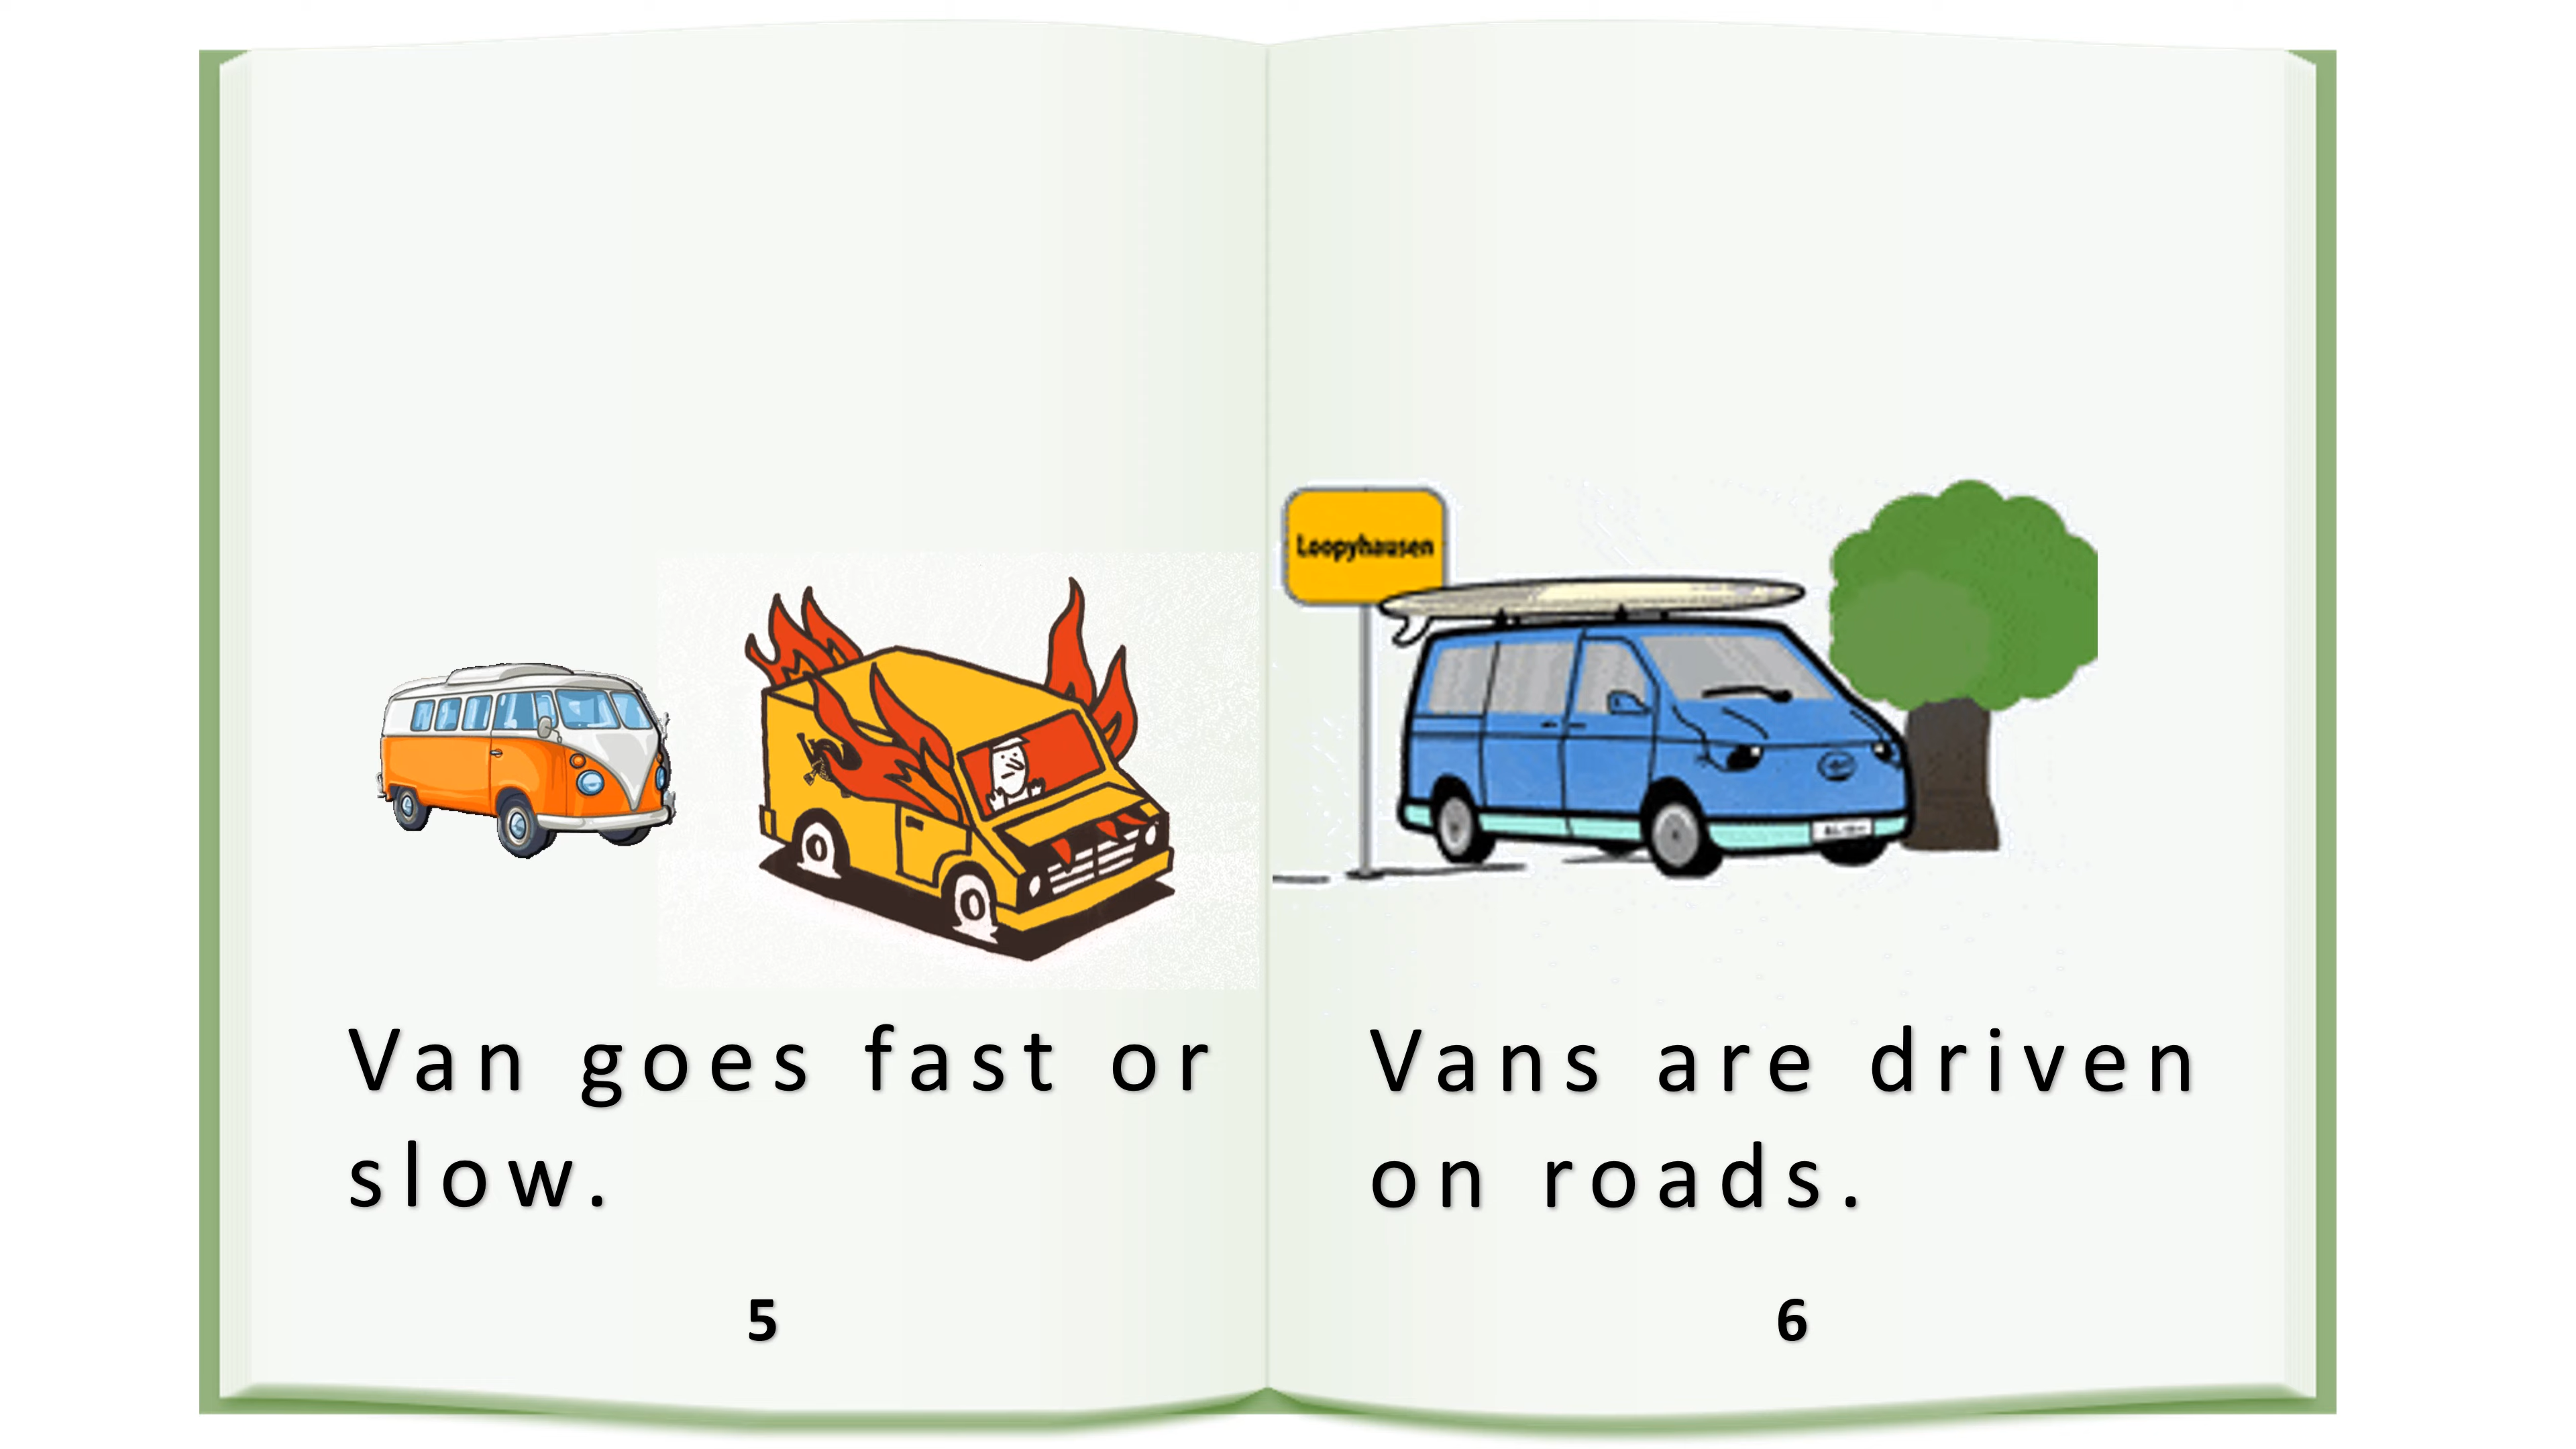 Van goes fast or
slow.
5
Loopyhausen
Vans are driven
on roads.
6